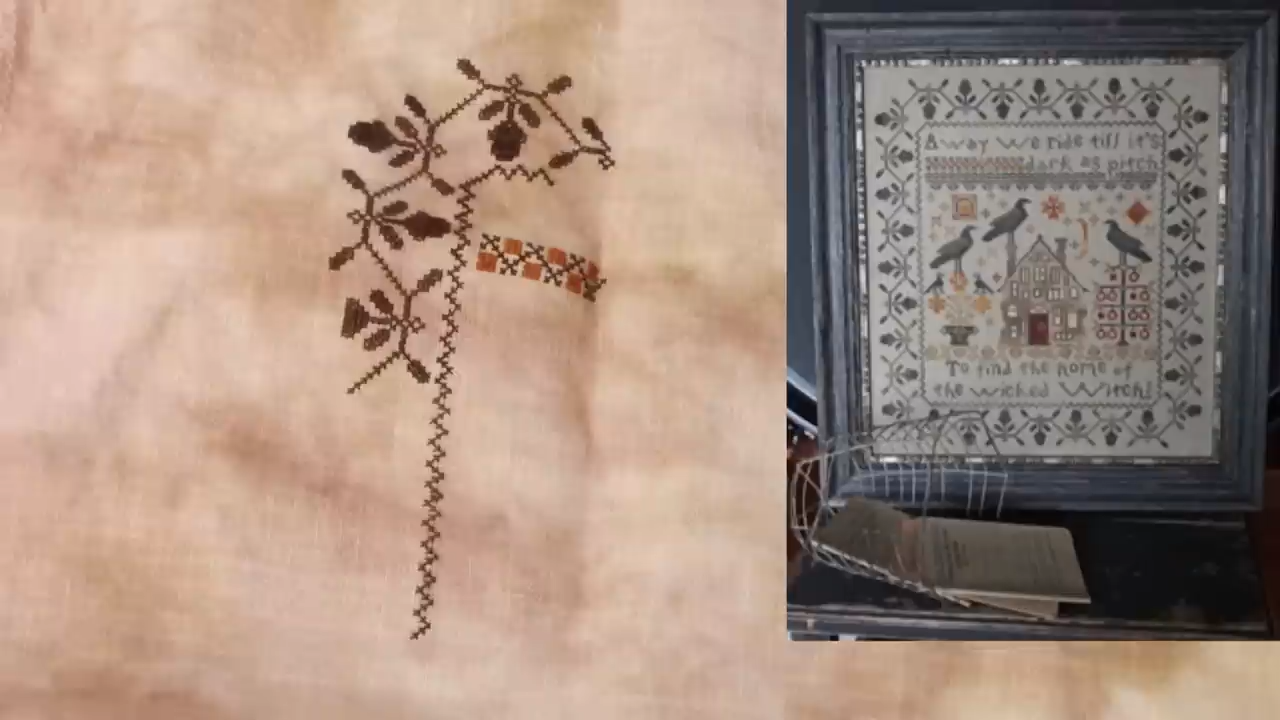 Away we ride till it's
dark as pitch
To find the home of
the wicked Witch!